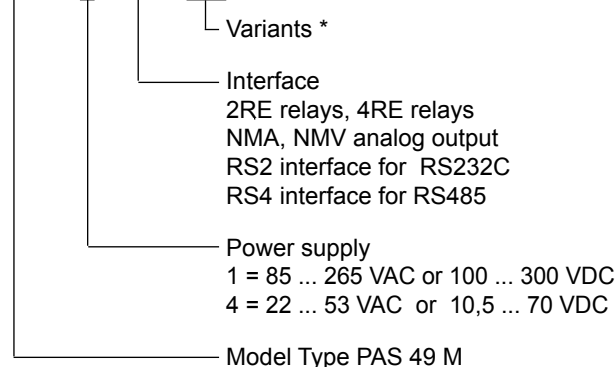 Variants *
Interface
2RE relays, 4RE relays
NMA, NMV analog output
RS2 interface for RS232C
RS4 interface for RS485
Power supply
1 = 85 ... 265 VAC or 100 ... 300 VDC
4 = 22 ... 53 VAC or 10,5 ... 70 VDC
Model Type PAS 49 M